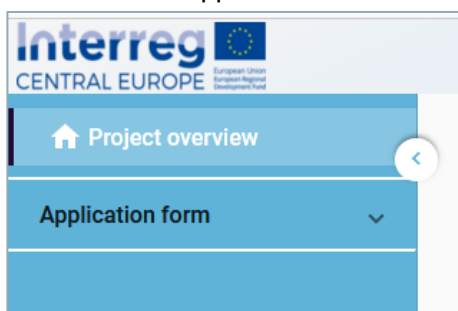 Interreg
CENTRAL EUROPE
European Union
European Regional
Development Fund
Project overview
Application form